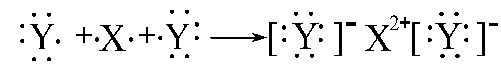 :Ÿ· + ·X· + ·Ÿ: ⟶ [:Ÿ:]⁻ X²⁺ [:Ÿ:]⁻